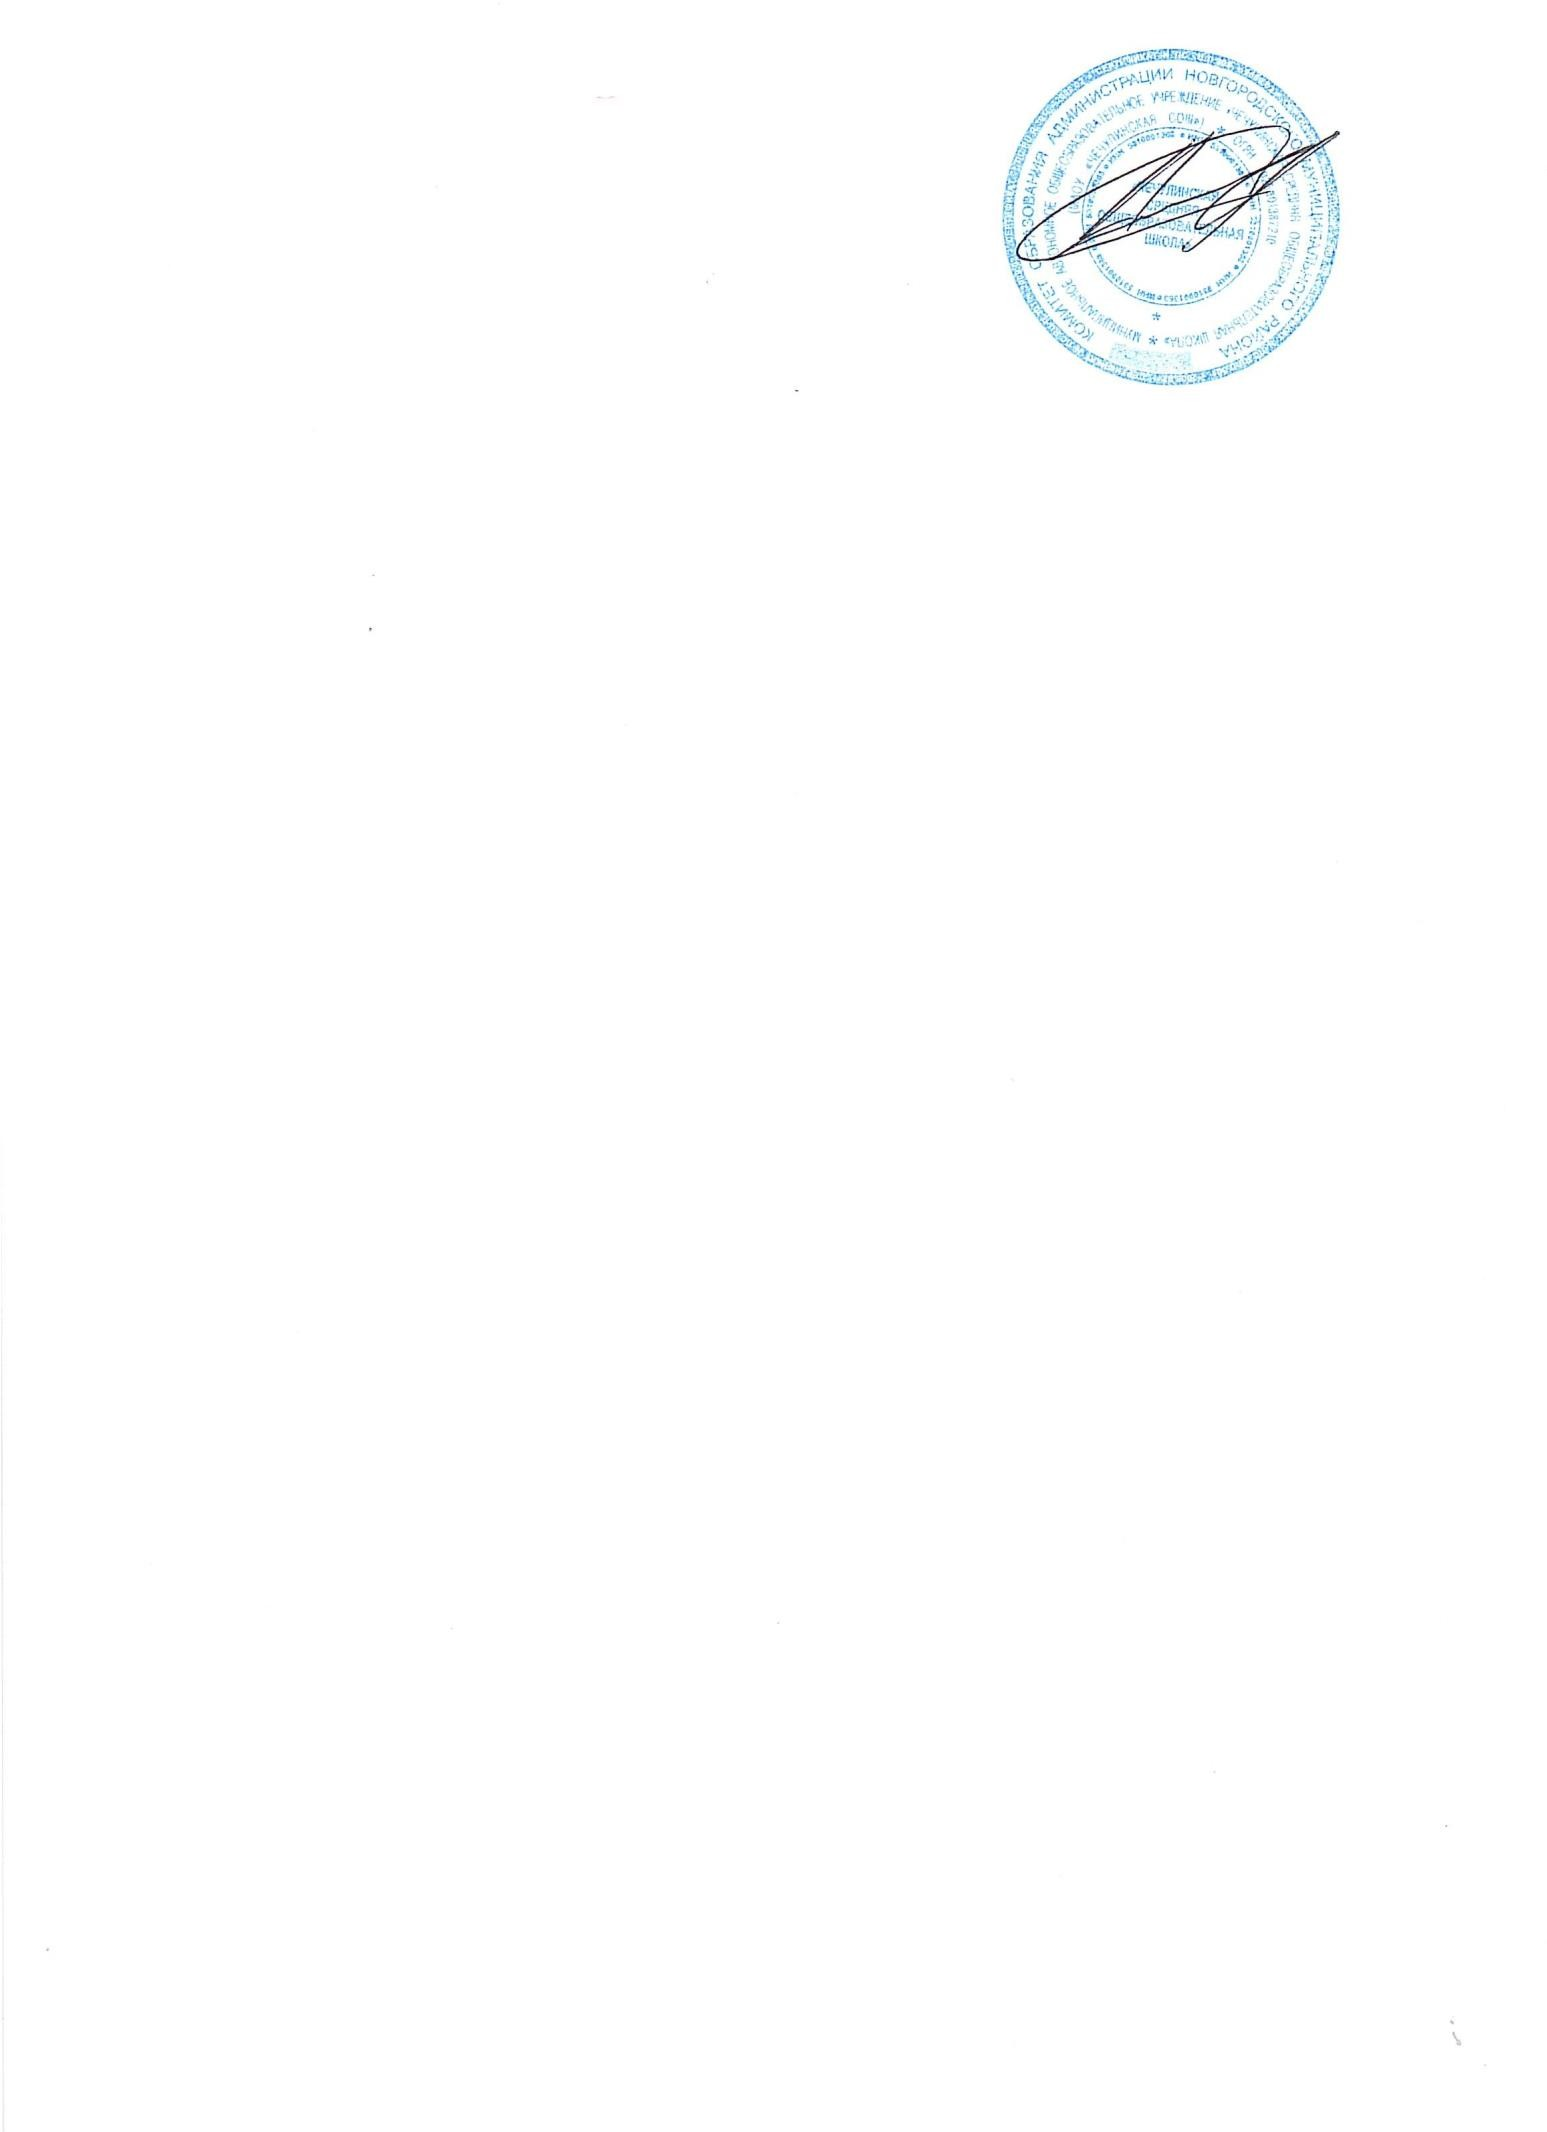 КОМИТЕТ ОБРАЗОВАНИЯ АДМИНИСТРАЦИИ НОВГОРОДСКОГО МУНИЦИПАЛЬНОГО РАЙОНА
МУНИЦИПАЛЬНОЕ АВТОНОМНОЕ ОБЩЕОБРАЗОВАТЕЛЬНОЕ УЧРЕЖДЕНИЕ «ЧЕЧУЛИНСКАЯ СРЕДНЯЯ ОБЩЕОБРАЗОВАТЕЛЬНАЯ ШКОЛА» *
(МАОУ «ЧЕЧУЛИНСКАЯ СОШ») * ОГРН
«ЧЕЧУЛИНСКАЯ
СРЕДНЯЯ
ОБЩЕОБРАЗОВАТЕЛЬНАЯ
ШКОЛА»